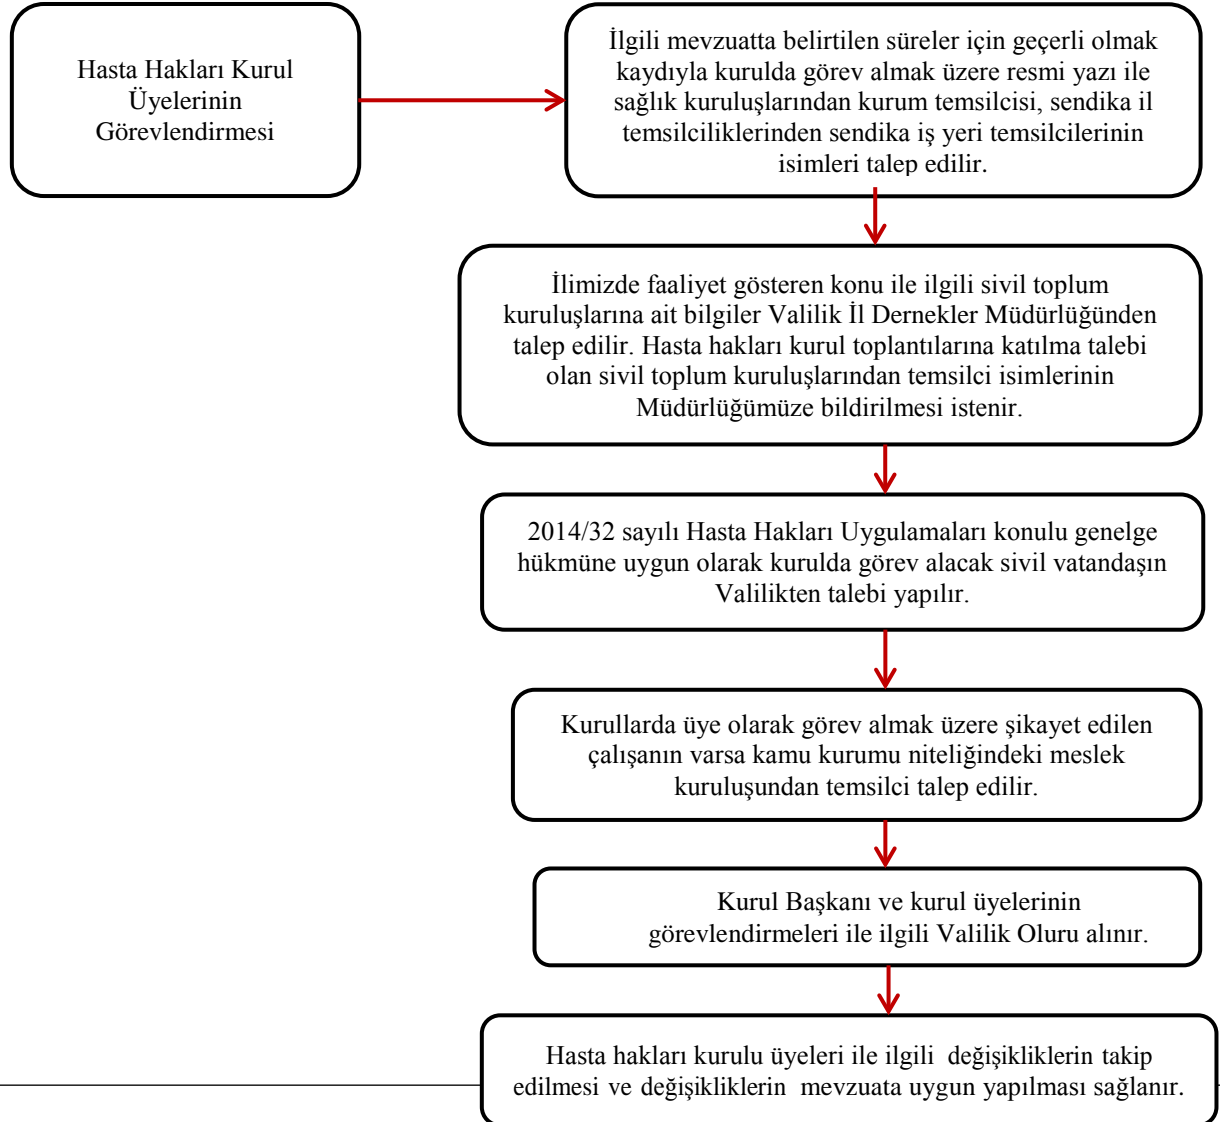 Hasta Hakları Kurul
Üyelerinin
Görevlendirmesi
İlgili mevzuatta belirtilen süreler için geçerli olmak
kaydıyla kurulda görev almak üzere resmi yazı ile
sağlık kuruluşlarından kurum temsilcisi, sendika il
temsilciliklerinden sendika iş yeri temsilcilerinin
isimleri talep edilir.
İlimizde faaliyet gösteren konu ile ilgili sivil toplum
kuruluşlarına ait bilgiler Valilik İl Dernekler Müdürlüğünden
talep edilir. Hasta hakları kurul toplantılarına katılma talebi
olan sivil toplum kuruluşlarından temsilci isimlerinin
Müdürlüğümüze bildirilmesi istenir.
2014/32 sayılı Hasta Hakları Uygulamaları konulu genelge
hükmüne uygun olarak kurulda görev alacak sivil vatandaşın
Valilikten talebi yapılır.
Kurullarda üye olarak görev almak üzere şikayet edilen
çalışanın varsa kamu kurumu niteliğindeki meslek
kuruluşundan temsilci talep edilir.
Kurul Başkanı ve kurul üyelerinin
görevlendirmeleri ile ilgili Valilik Oluru alınır.
Hasta hakları kurulu üyeleri ile ilgili değişikliklerin takip
edilmesi ve değişikliklerin mevzuata uygun yapılması sağlanır.